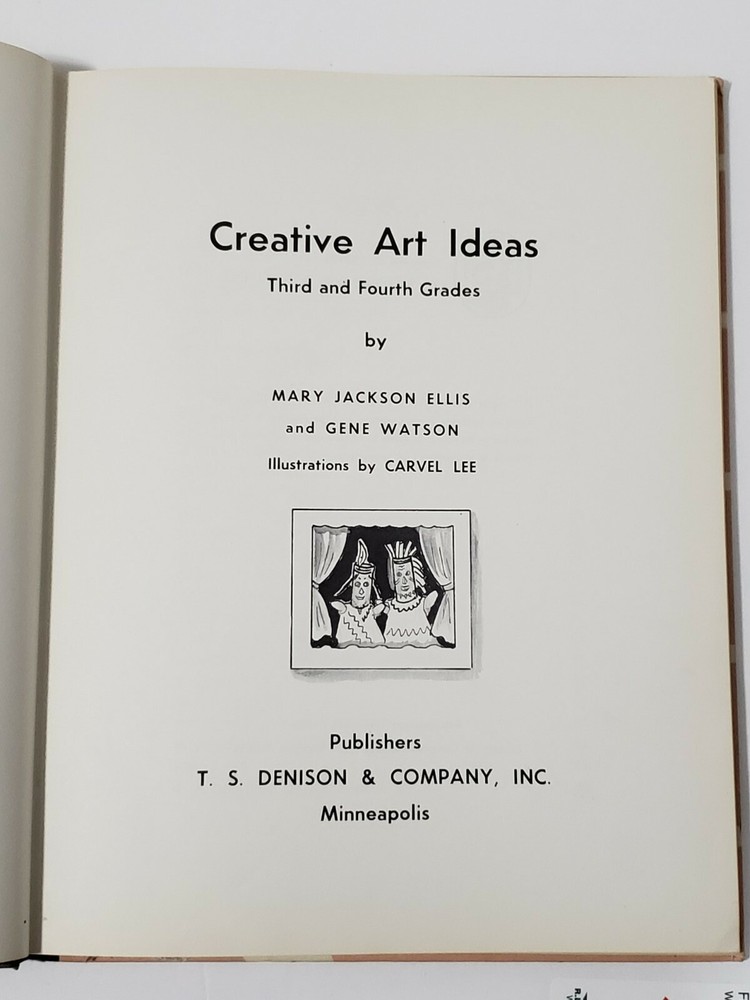 Creative Art Ideas
Third and Fourth Grades
by
MARY JACKSON ELLIS
and GENE WATSON
Illustrations by CARVEL LEE
Publishers
T. S. DENISON & COMPANY, INC.
Minneapolis